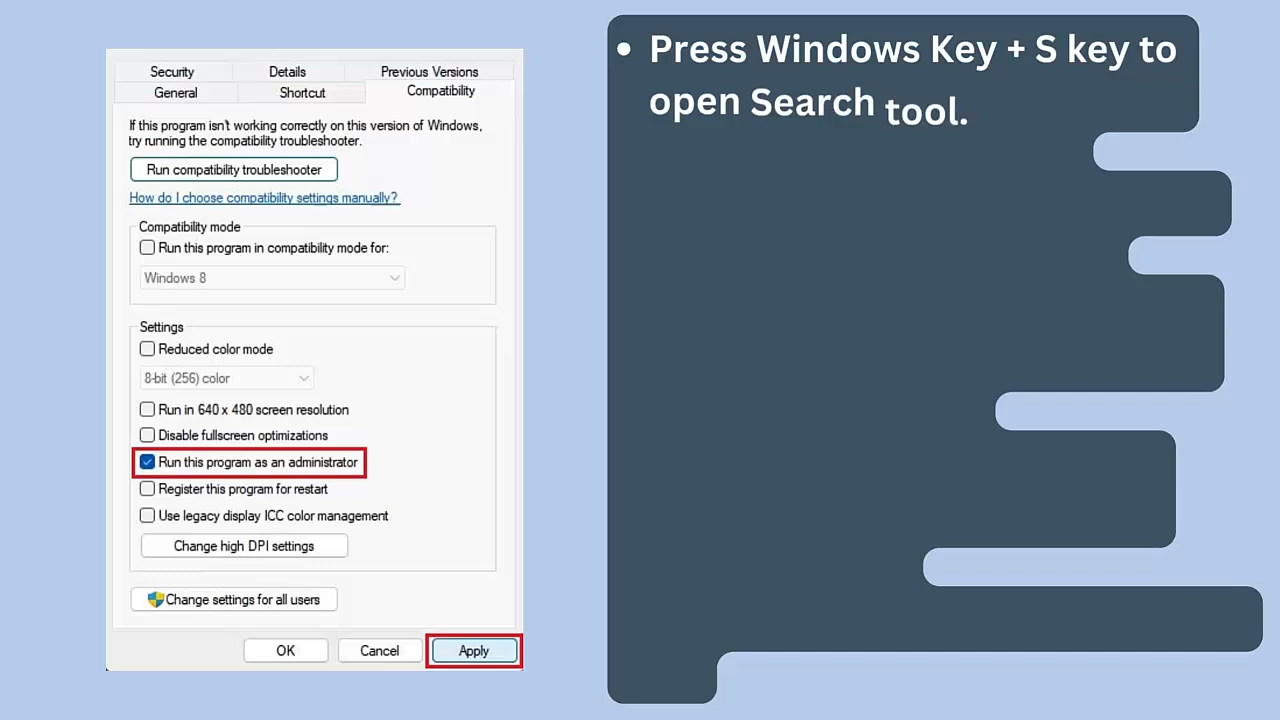 Security Details Previous Versions
General Shortcut Compatibility
If this program isn't working correctly on this version of Windows,
try running the compatibility troubleshooter.
Run compatibility troubleshooter
How do I choose compatibility settings manually?
Compatibility mode
Run this program in compatibility mode for:
Windows 8
Settings
Reduced color mode
8-bit (256) color
Run in 640 x 480 screen resolution
Disable fullscreen optimizations
Run this program as an administrator
Register this program for restart
Use legacy display ICC color management
Change high DPI settings
Change settings for all users
OK Cancel Apply
• Press Windows Key + S key to
open Search tool.